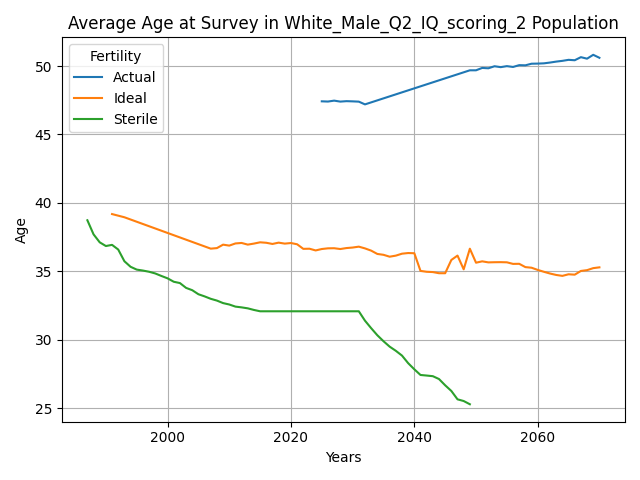 Average Age at Survey in White_Male_Q2_IQ_scoring_2 Population
Fertility
Actual
Ideal
Sterile
Age
50
45
40
35
30
25
2000
2020
2040
2060
Years